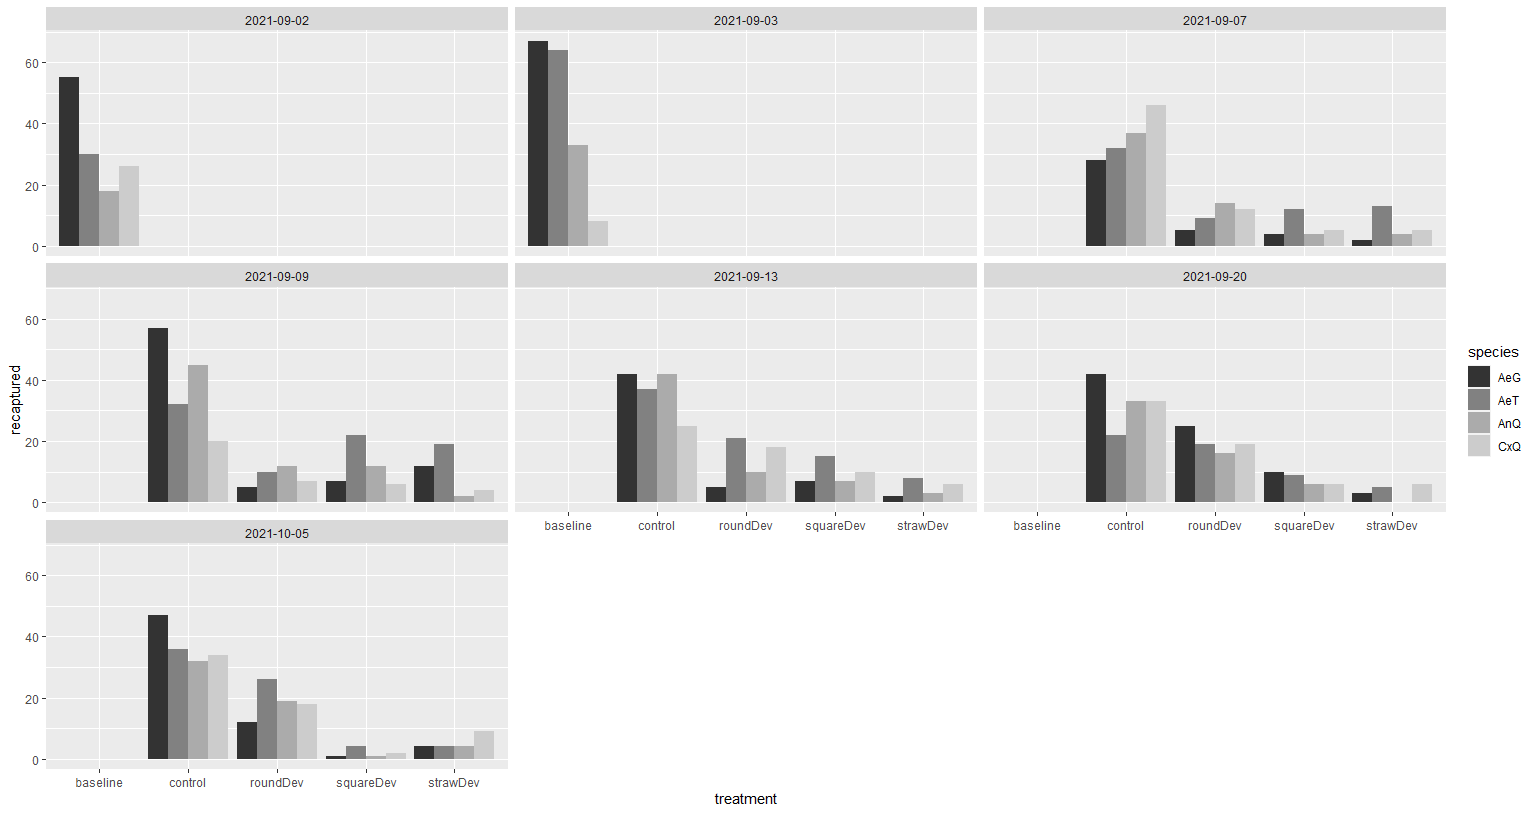 2021-09-02
2021-09-03
2021-09-07
60
40
20
0
2021-09-09
2021-09-13
2021-09-20
60
40
20
0
baseline control roundDev squareDev strawDev
baseline control roundDev squareDev strawDev
2021-10-05
60
40
20
0
baseline control roundDev squareDev strawDev
treatment
recaptured
species
AeG
AeT
AnQ
CxQ